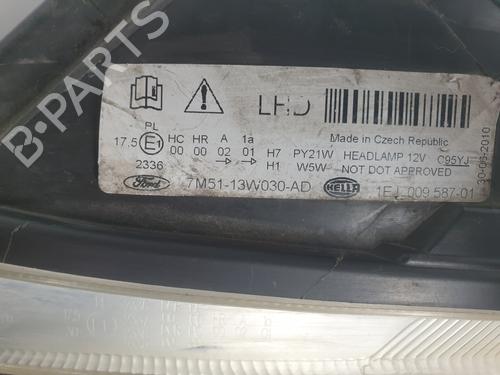 LHD
Made in Czech Republic
PL
17.5 E1 HC HR A 1a
00 00 02 01
2336
H7 PY21W HEADLAMP 12V C95YJ
H1 W5W NOT DOT APPROVED
30-06-2010
Ford 7M51-13W030-AD HELLA 1EJ 009 587-01